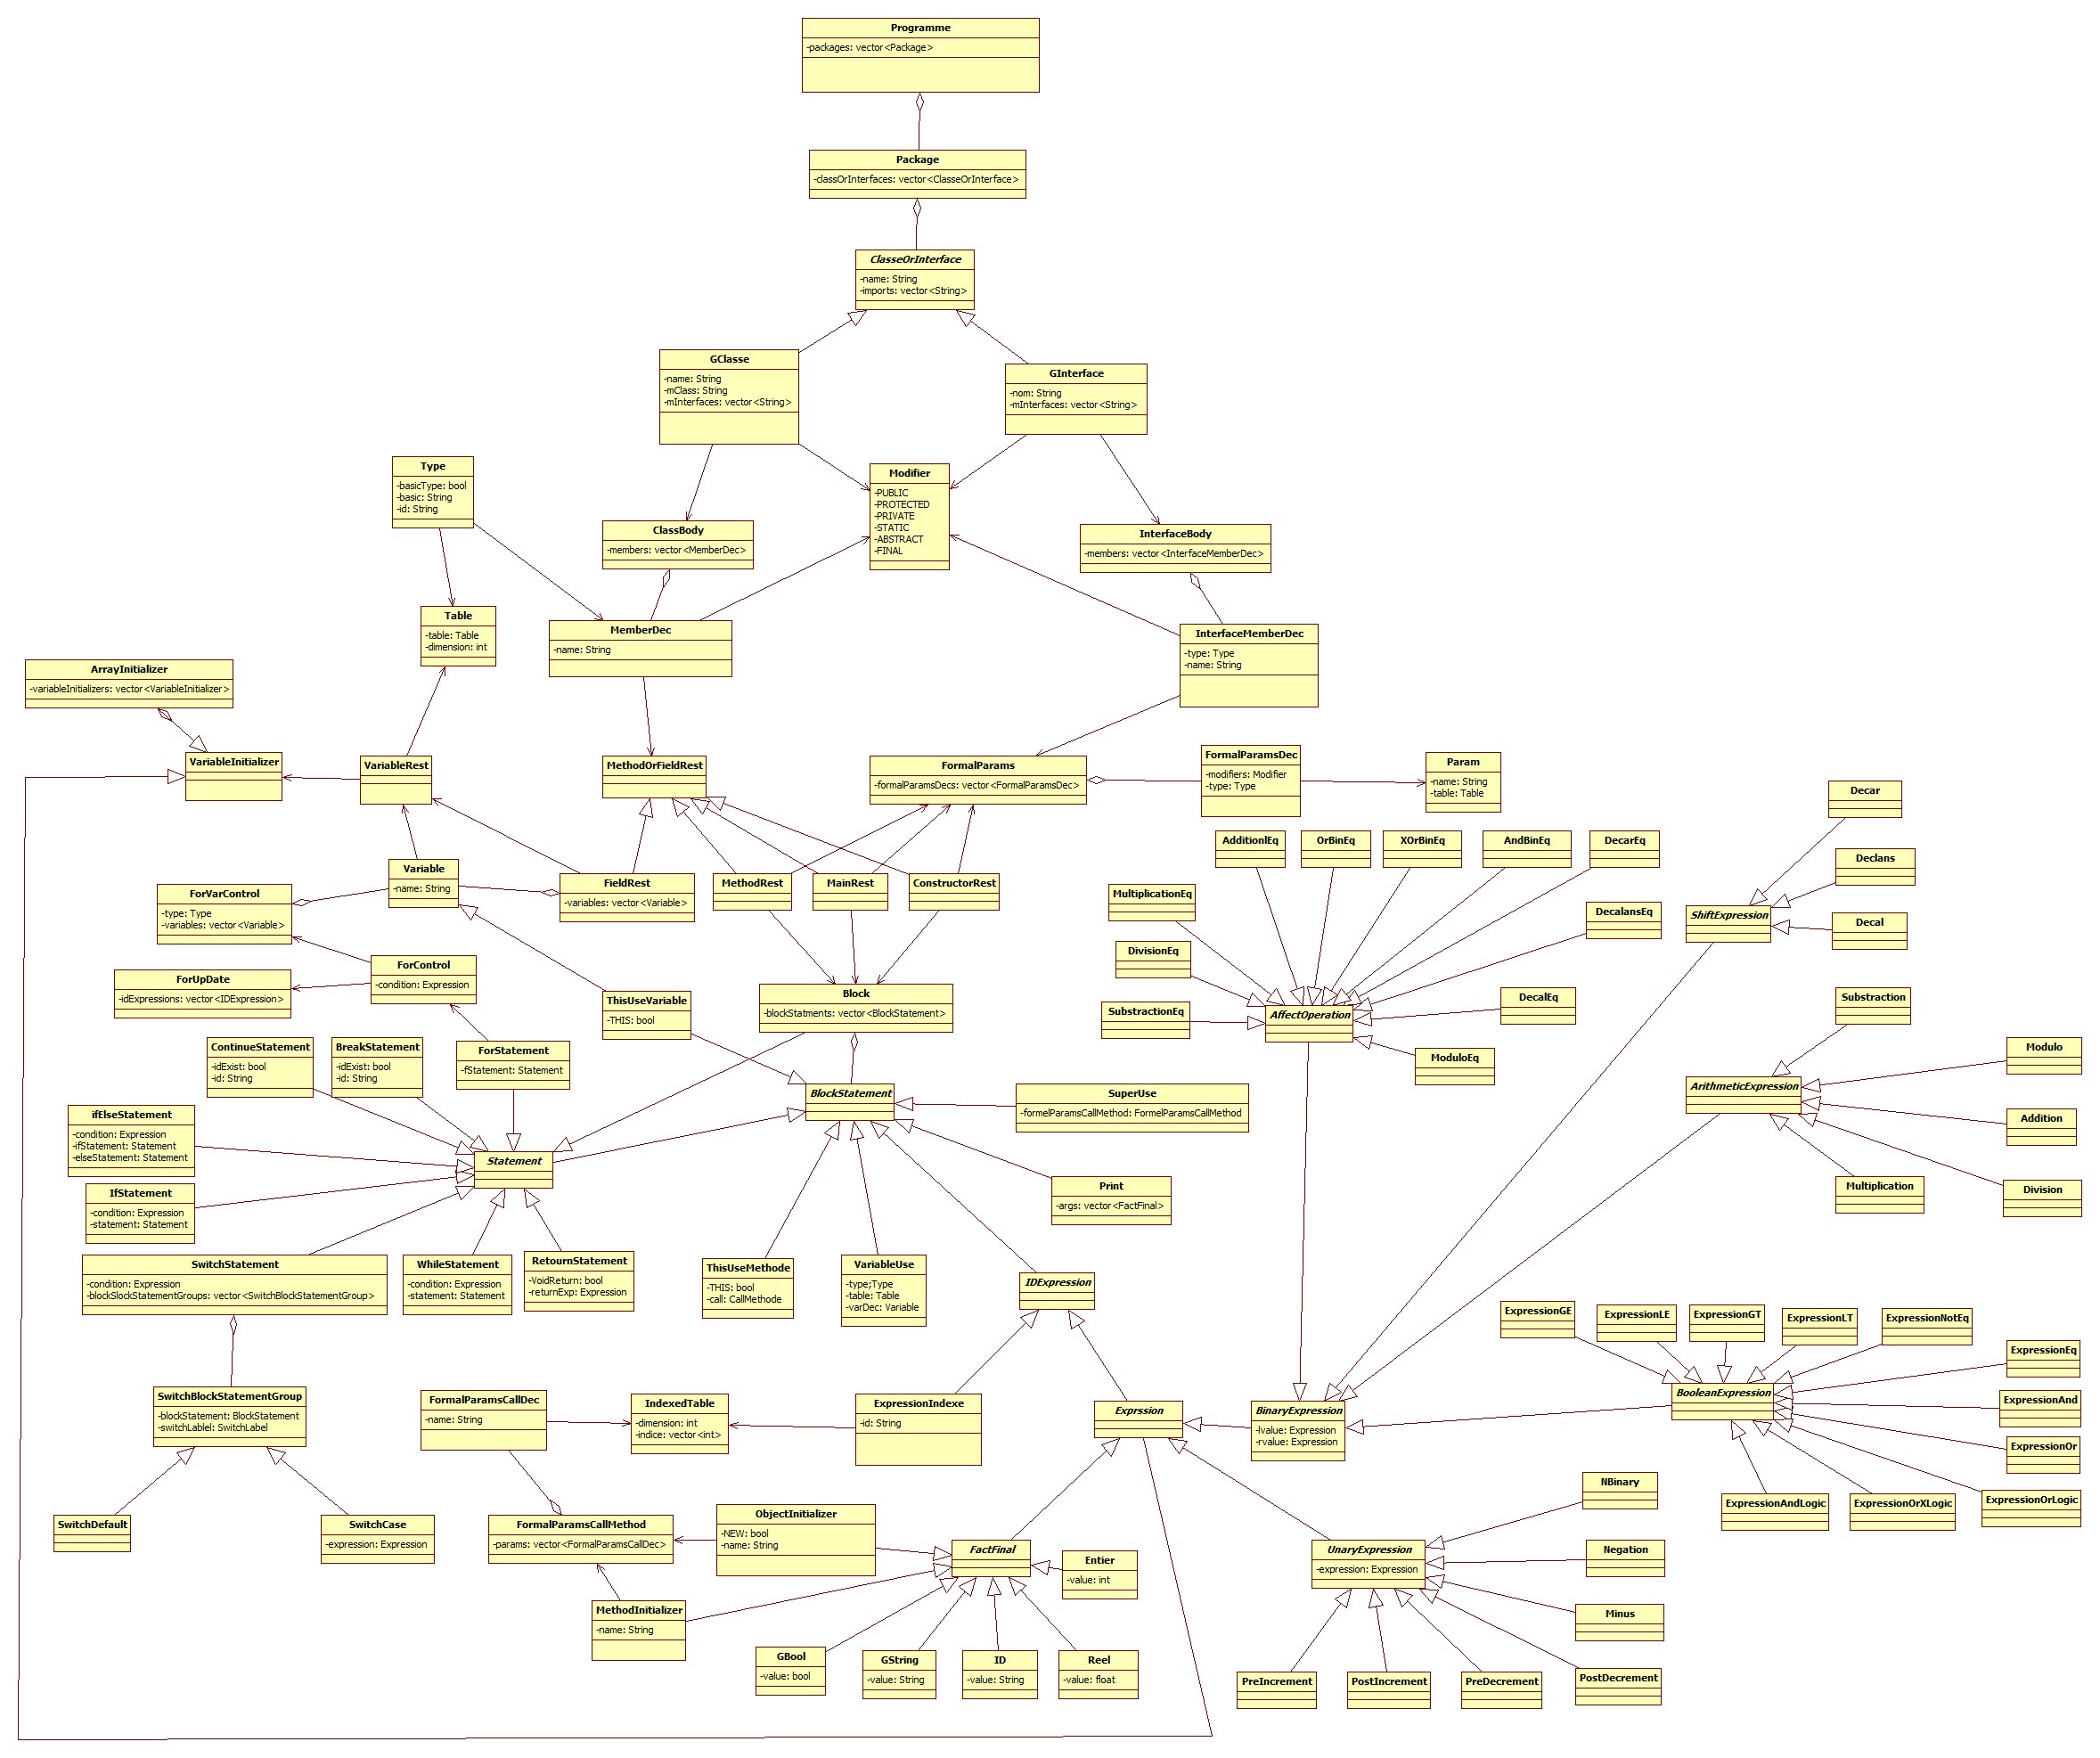 Programme
-packages: vector<Package>
Package
-classOrInterfaces: vector<ClasseOrInterface>
ClasseOrInterface
-name: String
-imports: vector<String>
GClasse
-name: String
-mClass: String
-mInterfaces: vector<String>
GInterface
-nom: String
-mInterfaces: vector<String>
Type
-basicType: bool
-basic: String
-id: String
Modifier
-PUBLIC
-PROTECTED
-PRIVATE
-STATIC
-ABSTRACT
-FINAL
ClassBody
-members: vector<MemberDec>
InterfaceBody
-members: vector<InterfaceMemberDec>
Table
-table: Table
-dimension: int
MemberDec
-name: String
InterfaceMemberDec
-type: Type
-name: String
ArrayInitializer
-variableInitializers: vector<VariableInitializer>
VariableInitializer
VariableRest
MethodOrFieldRest
FormalParams
-formalParamsDecs: vector<FormalParamsDec>
FormalParamsDec
-modifiers: Modifier
-type: Type
Param
-name: String
-table: Table
Decar
AdditionlEq
OrBinEq
XOrBinEq
AndBinEq
DecarEq
Declans
Variable
-name: String
FieldRest
-variables: vector<Variable>
MethodRest
MainRest
ConstructorRest
ForVarControl
-type: Type
-variables: vector<Variable>
MultiplicationEq
DecalansEq
ShiftExpression
Decal
DivisionEq
ForControl
-condition: Expression
ForUpDate
-idExpressions: vector<IDExpression>
ThisUseVariable
-THIS: bool
Block
-blockStatments: vector<BlockStatement>
SubstractionEq
AffectOperation
DecalEq
Substraction
ContinueStatement
-idExist: bool
-id: String
BreakStatement
-idExist: bool
-id: String
ForStatement
-fStatement: Statement
ModuloEq
Modulo
BlockStatement
SuperUse
-formelParamsCallMethod: FormelParamsCallMethod
ArithmeticExpression
ifElseStatement
-condition: Expression
-ifStatement: Statement
-elseStatement: Statement
Addition
Statement
IfStatement
-condition: Expression
-statement: Statement
Print
-args: vector<FactFinal>
Multiplication
Division
SwitchStatement
-condition: Expression
-blockSlockStatementGroups: vector<SwitchBlockStatementGroup>
WhileStatement
-condition: Expression
-statement: Statement
RetournStatement
-VoidReturn: bool
-returnExp: Expression
ThisUseMethode
-THIS: bool
-call: CallMethode
VariableUse
-type;Type
-table: Table
-varDec: Variable
IDExpression
ExpressionGE
ExpressionLE
ExpressionGT
ExpressionLT
ExpressionNotEq
ExpressionEq
SwitchBlockStatementGroup
-blockStatement: BlockStatement
-switchLablel: SwitchLabel
FormalParamsCallDec
-name: String
IndexedTable
-dimension: int
-indice: vector<int>
ExpressionIndexe
-id: String
Exprssion
BinaryExpression
-lvalue: Expression
-rvalue: Expression
BooleanExpression
ExpressionAnd
ExpressionOr
NBinary
ExpressionAndLogic
ExpressionOrXLogic
ExpressionOrLogic
SwitchDefault
SwitchCase
-expression: Expression
FormalParamsCallMethod
-params: vector<FormalParamsCallDec>
ObjectInitializer
-NEW: bool
-name: String
FactFinal
Entier
-value: int
UnaryExpression
-expression: Expression
Negation
MethodInitializer
-name: String
Minus
GBool
-value: bool
GString
-value: String
ID
-value: String
Reel
-value: float
PreIncrement
PostIncrement
PreDecrement
PostDecrement